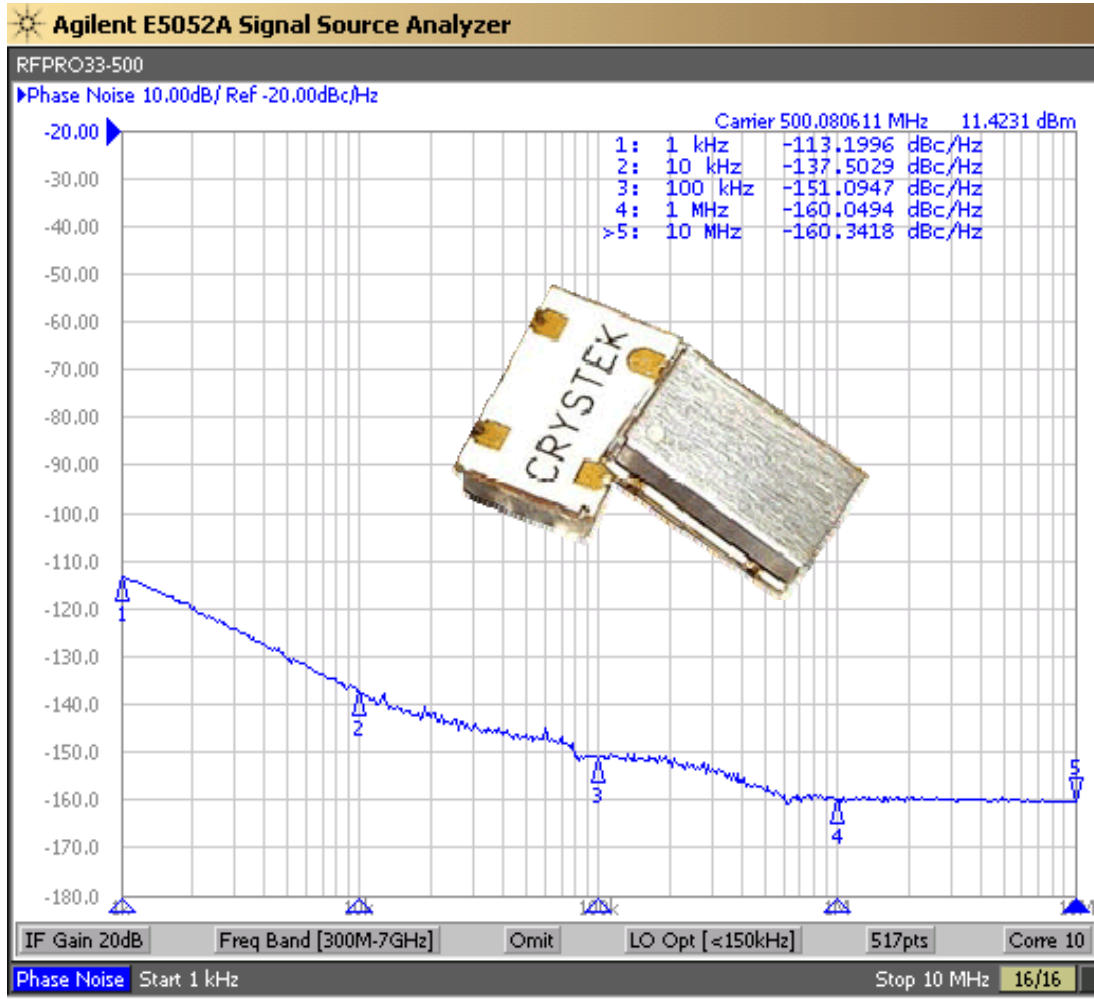 Agilent E5052A Signal Source Analyzer
RFPRO33-500
Phase Noise 10.00dB/ Ref -20.00dBc/Hz
Carrier 500.080611 MHz 11.4231 dBm
1: 1 kHz -113.1996 dBc/Hz
2: 10 kHz -137.5029 dBc/Hz
3: 100 kHz -151.0947 dBc/Hz
4: 1 MHz -160.0494 dBc/Hz
>5: 10 MHz -160.3418 dBc/Hz
-20.00
-30.00
-40.00
-50.00
-60.00
-70.00
-80.00
-90.00
-100.0
-110.0
-120.0
-130.0
-140.0
-150.0
-160.0
-170.0
-180.0
CRYSTEK
1
2
3
4
5
IF Gain 20dB Freq Band [300M-7GHz] Omit LO Opt [<150kHz] 517pts Corre 10
Phase Noise Start 1 kHz Stop 10 MHz 16/16